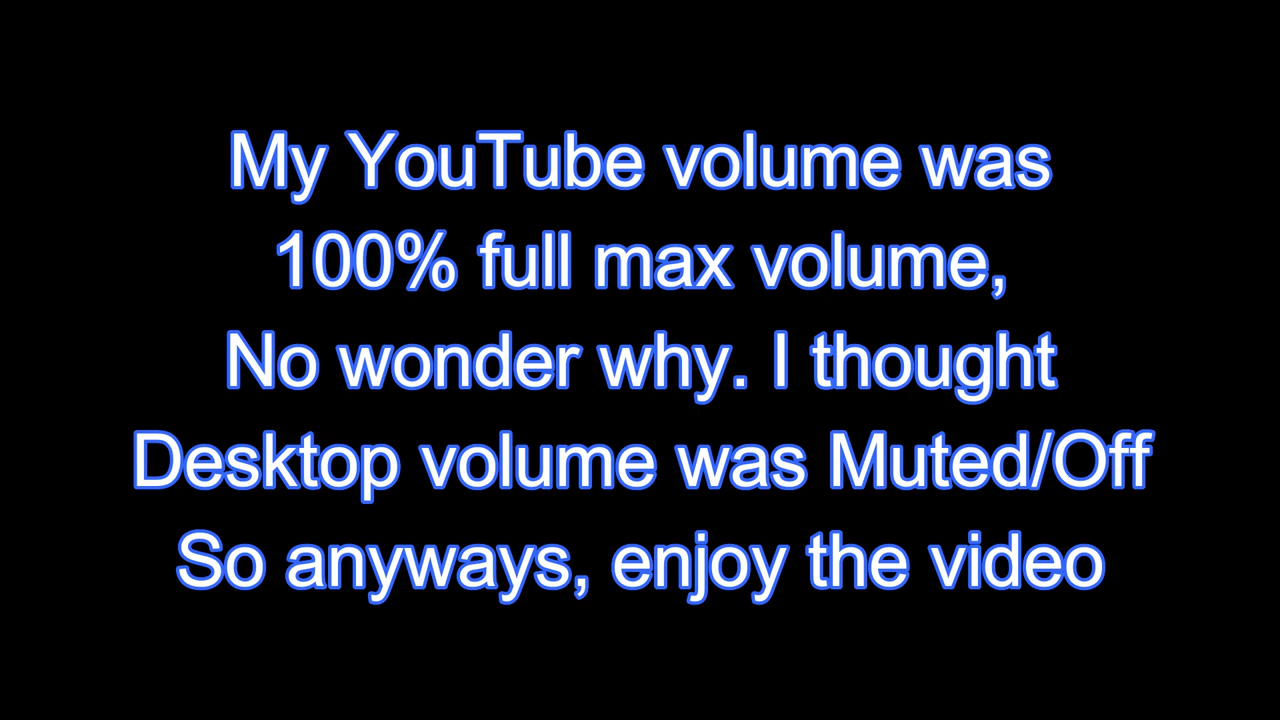 My YouTube volume was
100% full max volume,
No wonder why. I thought
Desktop volume was Muted/Off
So anyways, enjoy the video